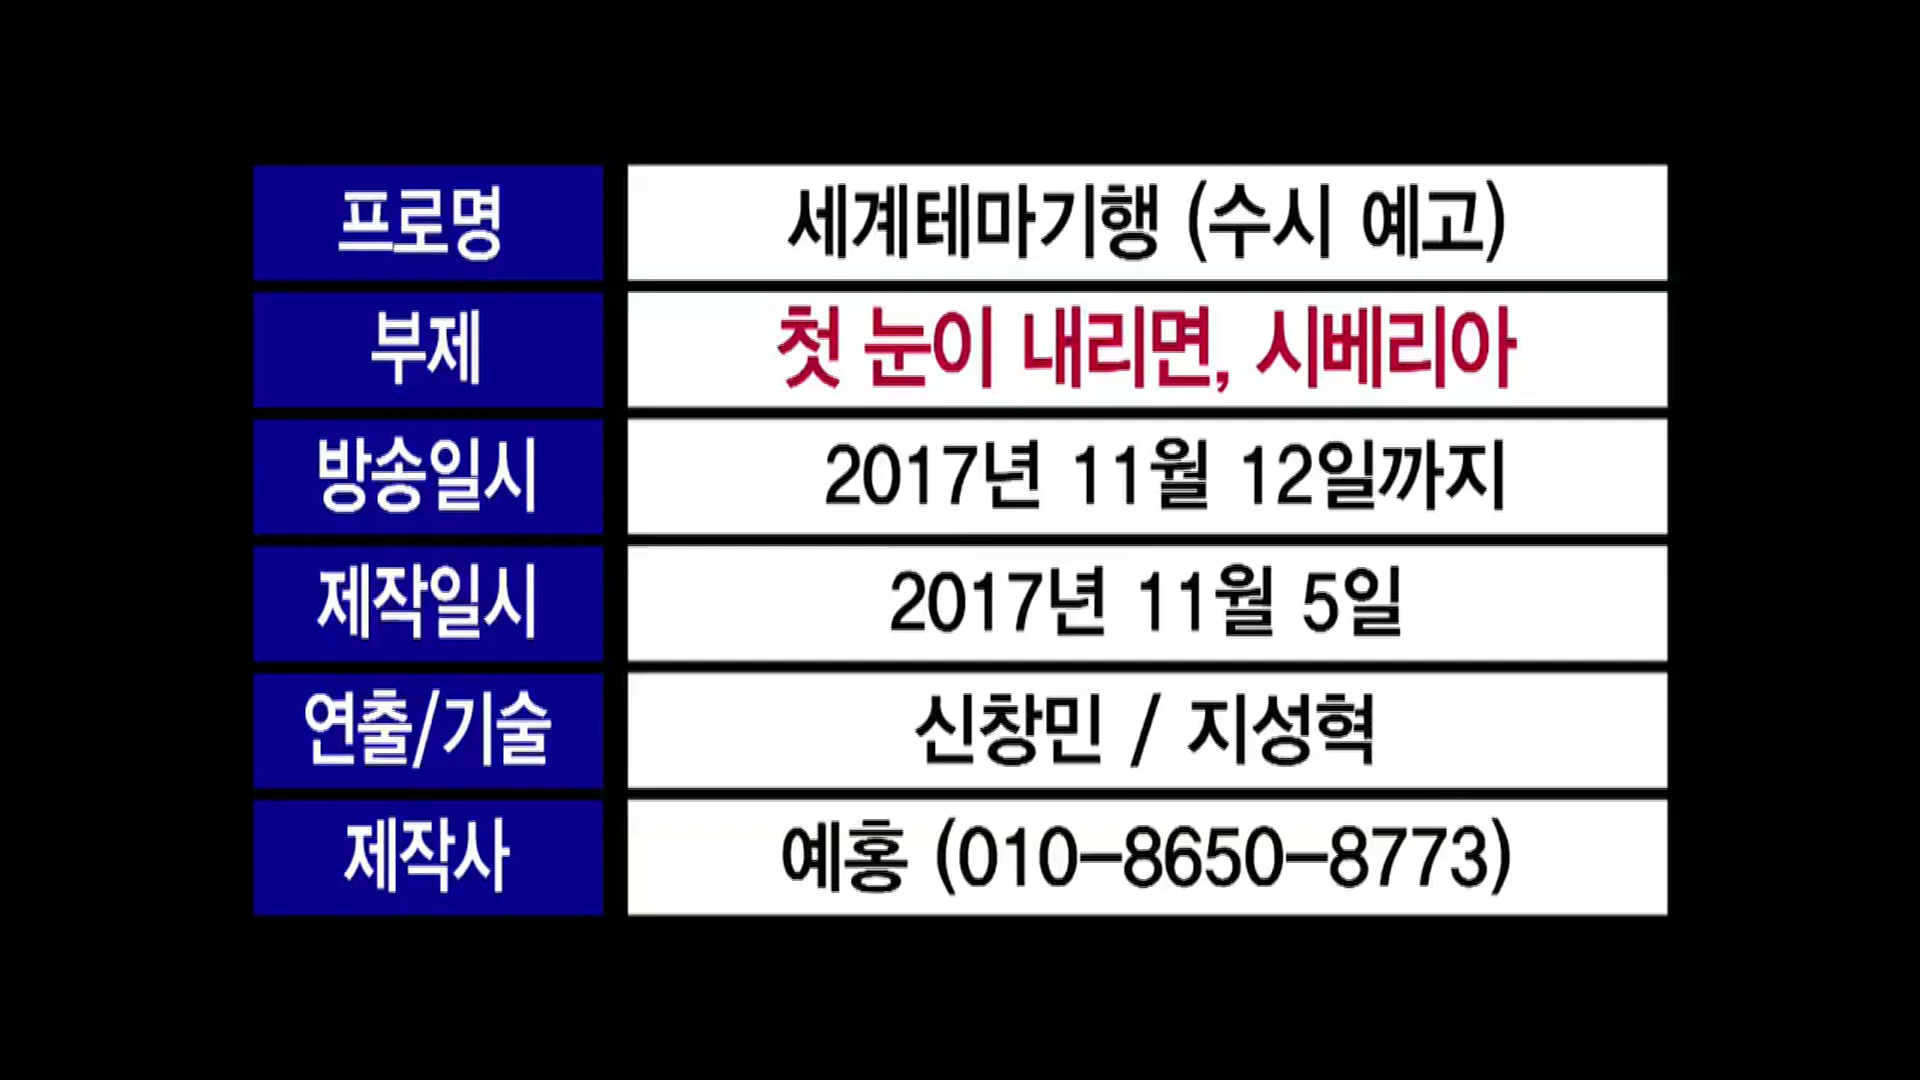 프로명 세계테마기행 (수시 예고)
부제 첫 눈이 내리면, 시베리아
방송일시 2017년 11월 12일까지
제작일시 2017년 11월 5일
연출/기술 신창민 / 지성혁
제작사 예홍 (010-8650-8773)